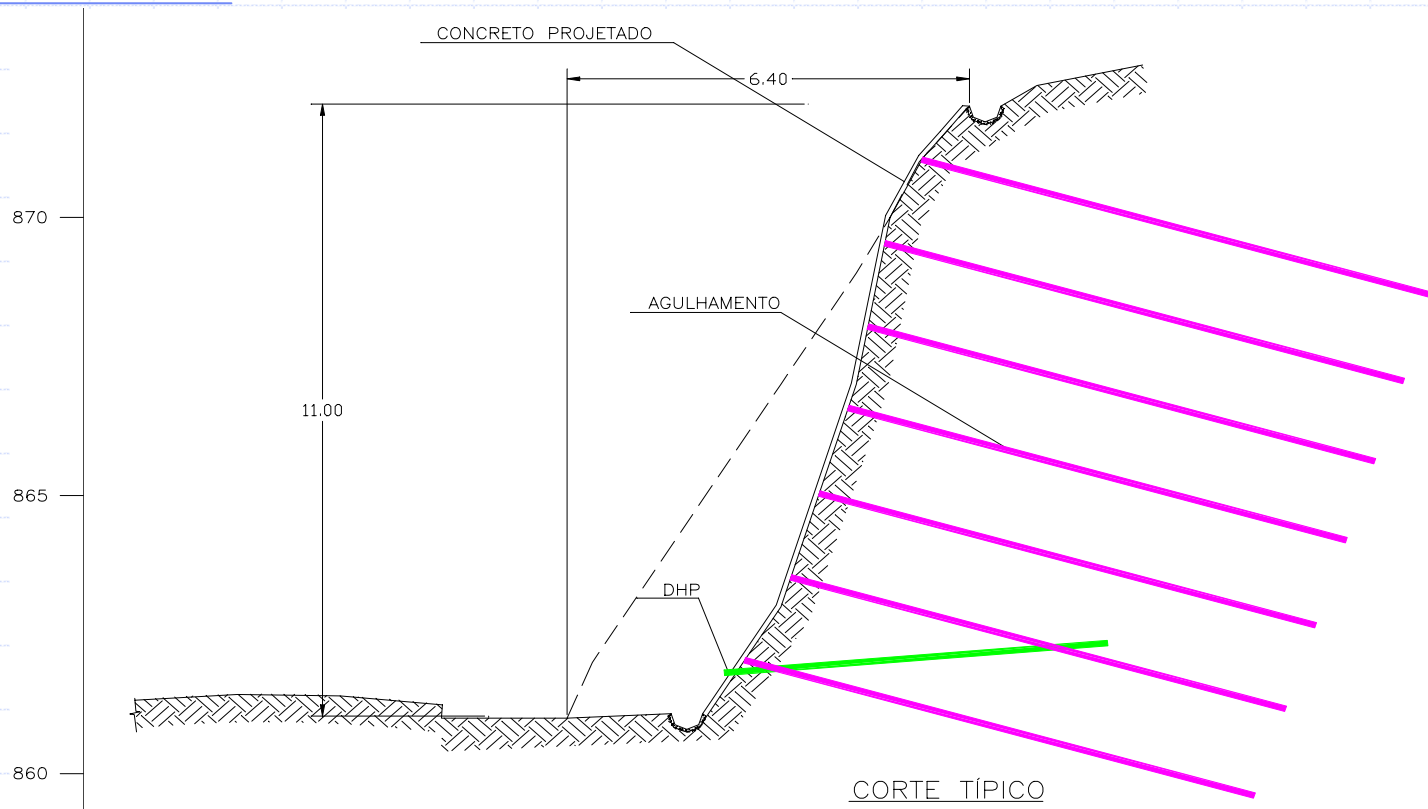 CONCRETO PROJETADO
6.40
870
AGULHAMENTO
11.00
865
DHP
860
CORTE TÍPICO